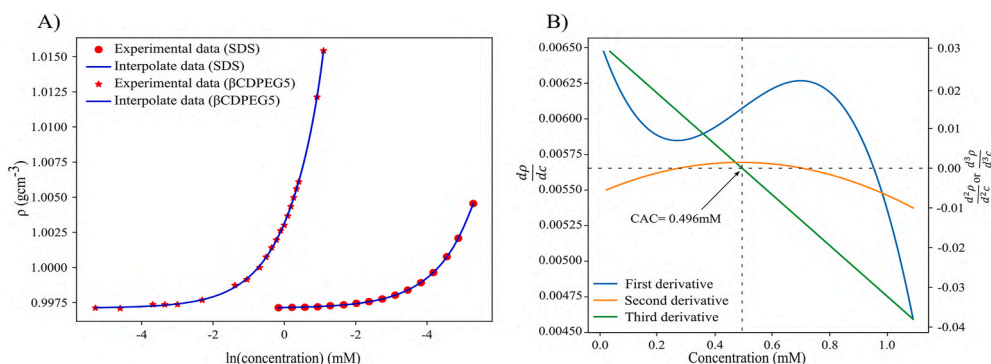 A)
ρ (gcm⁻³)
1.0150
1.0125
1.0100
1.0075
1.0050
1.0025
1.0000
0.9975
Experimental data (SDS)
Interpolate data (SDS)
Experimental data (βCDPEG5)
Interpolate data (βCDPEG5)
-4
-2
0
-2
-4
ln(concentration) (mM)
B)
dρ/dc
0.00650
0.00625
0.00600
0.00575
0.00550
0.00525
0.00500
0.00475
0.00450
CAC= 0.496mM
First derivative
Second derivative
Third derivative
0.0
0.2
0.4
0.6
0.8
1.0
Concentration (mM)
0.03
0.02
0.01
0.00
-0.01
-0.02
-0.03
-0.04
d²ρ/d²c or d³ρ/d³c